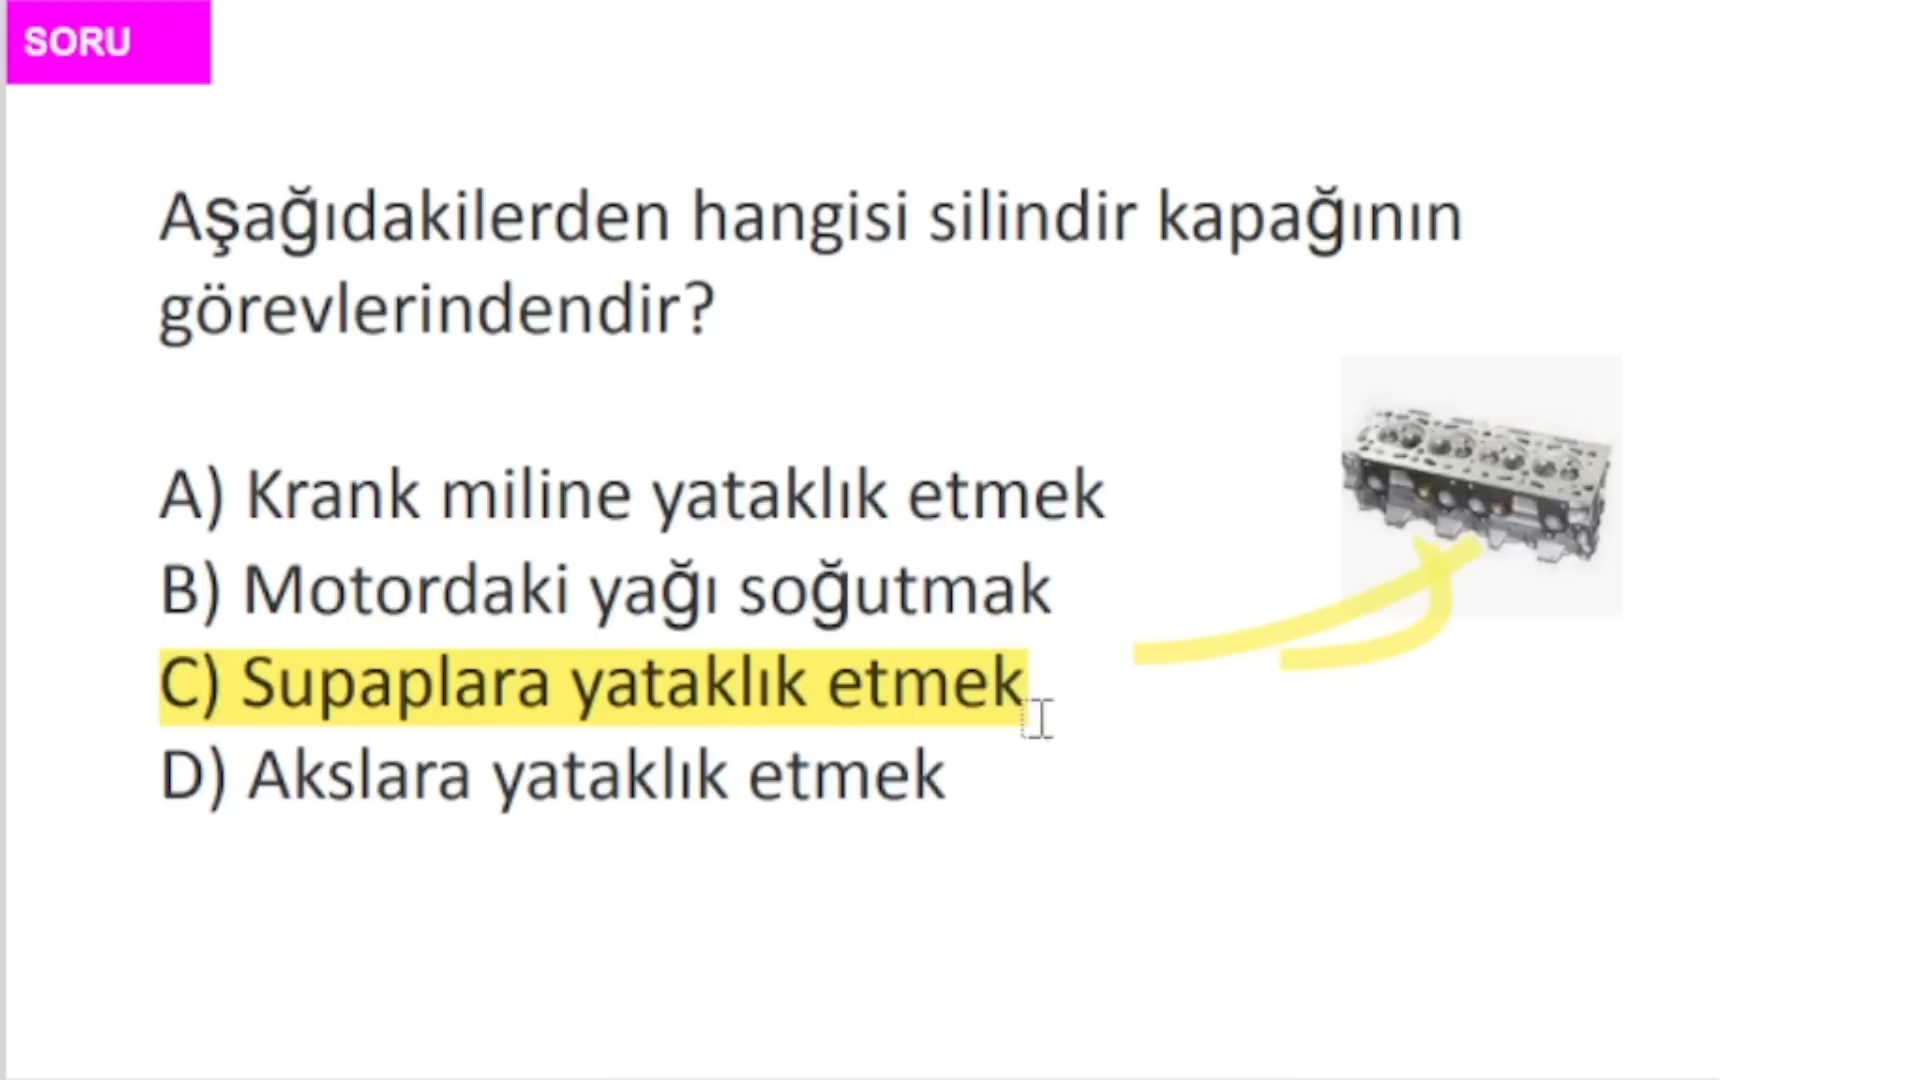 SORU
Aşağıdakilerden hangisi silindir kapağının
görevlerindendir?
A) Krank miline yataklık etmek
B) Motordaki yağı soğutmak
C) Supaplara yataklık etmek
D) Akslara yataklık etmek